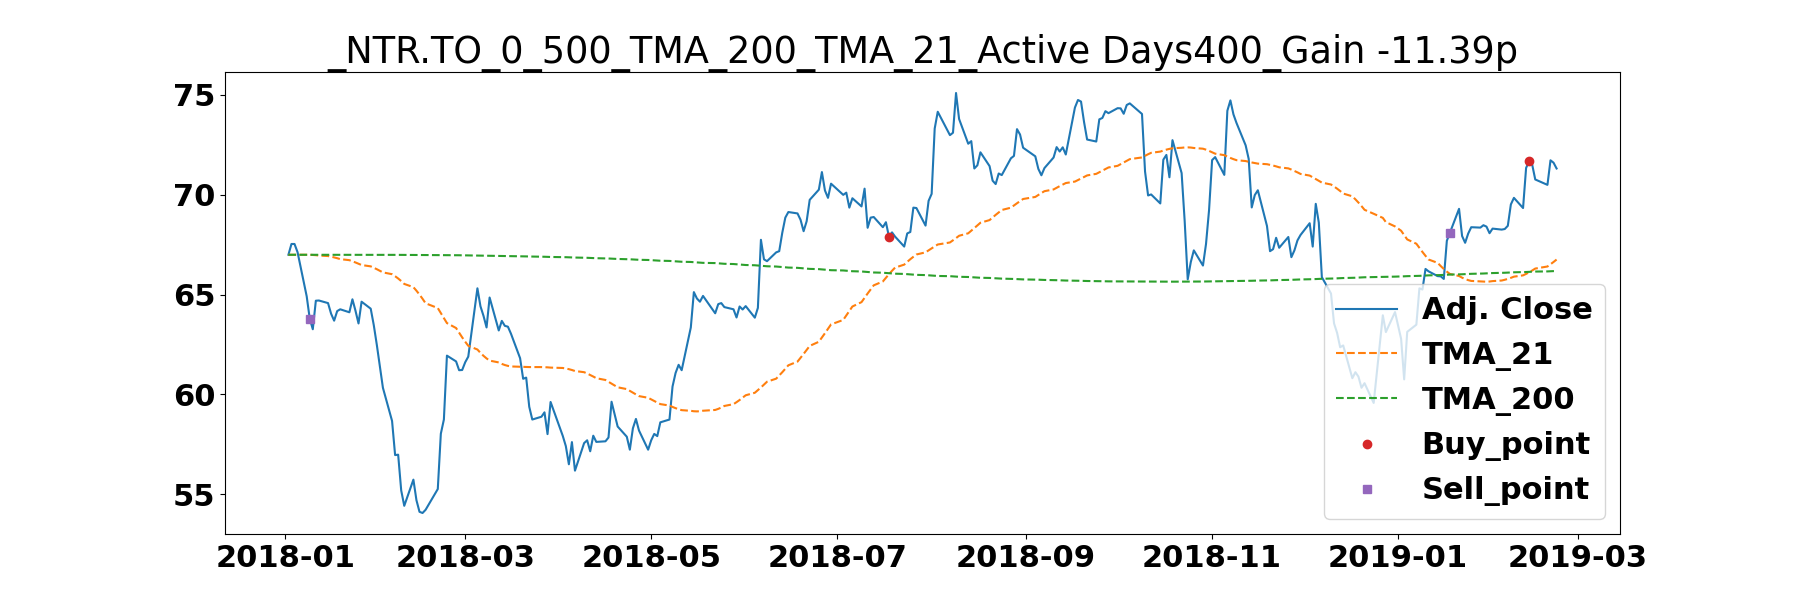 _NTR.TO_0_500_TMA_200_TMA_21_Active Days400_Gain -11.39p
75
70
65
60
55
Adj. Close
TMA_21
TMA_200
Buy_point
Sell_point
2018-01 2018-03 2018-05 2018-07 2018-09 2018-11 2019-01 2019-03